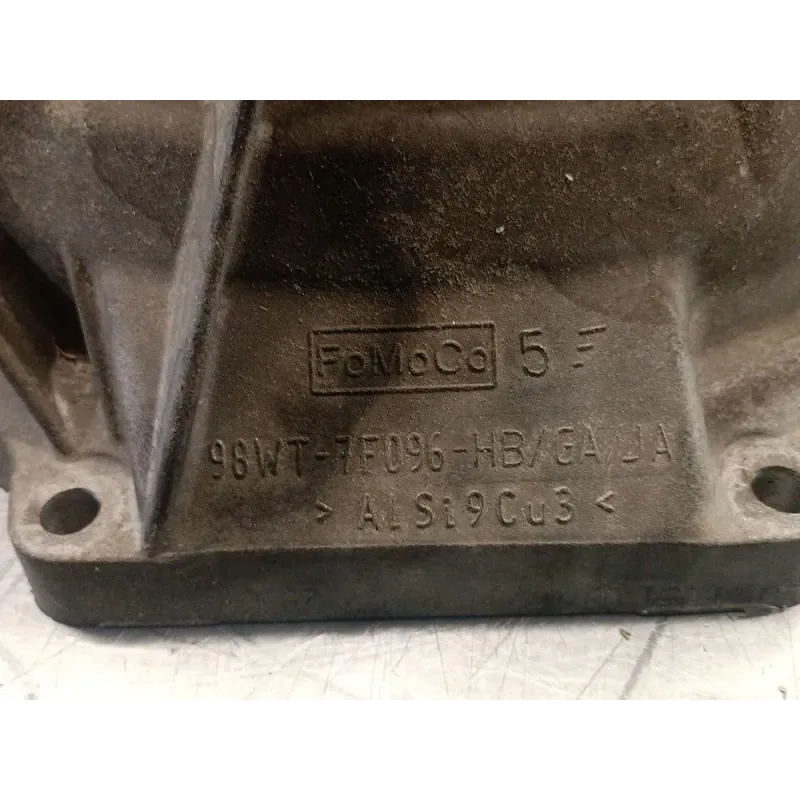 FoMoCo 5
98WT-7F096-HB/GA/JA
> AlSi9Cu3 <